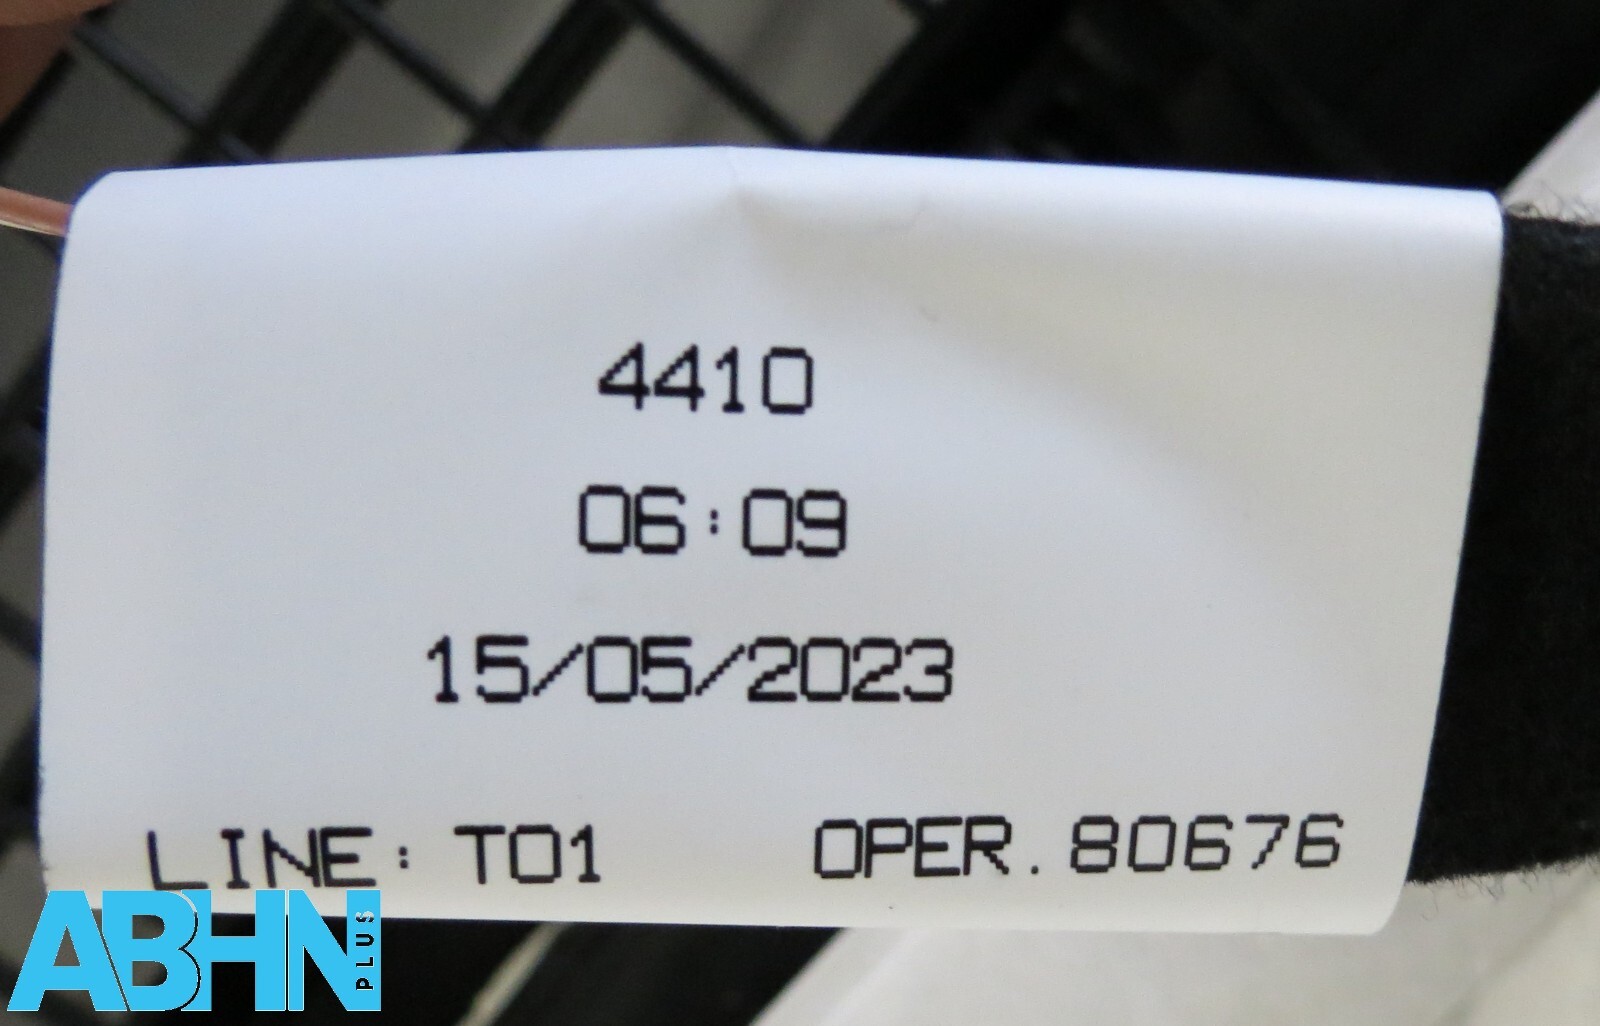 4410
06:09
15/05/2023
LINE: T01 OPER. 80676
ABHN PLUS